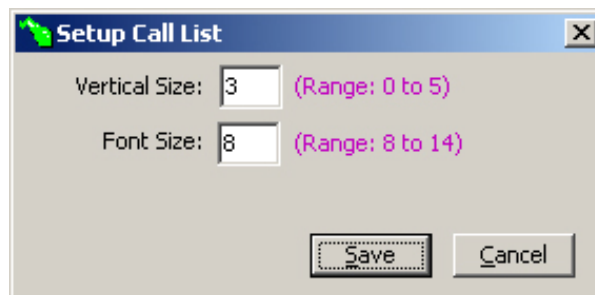 Setup Call List
Vertical Size: 3 (Range: 0 to 5)
Font Size: 8 (Range: 8 to 14)
Save Cancel